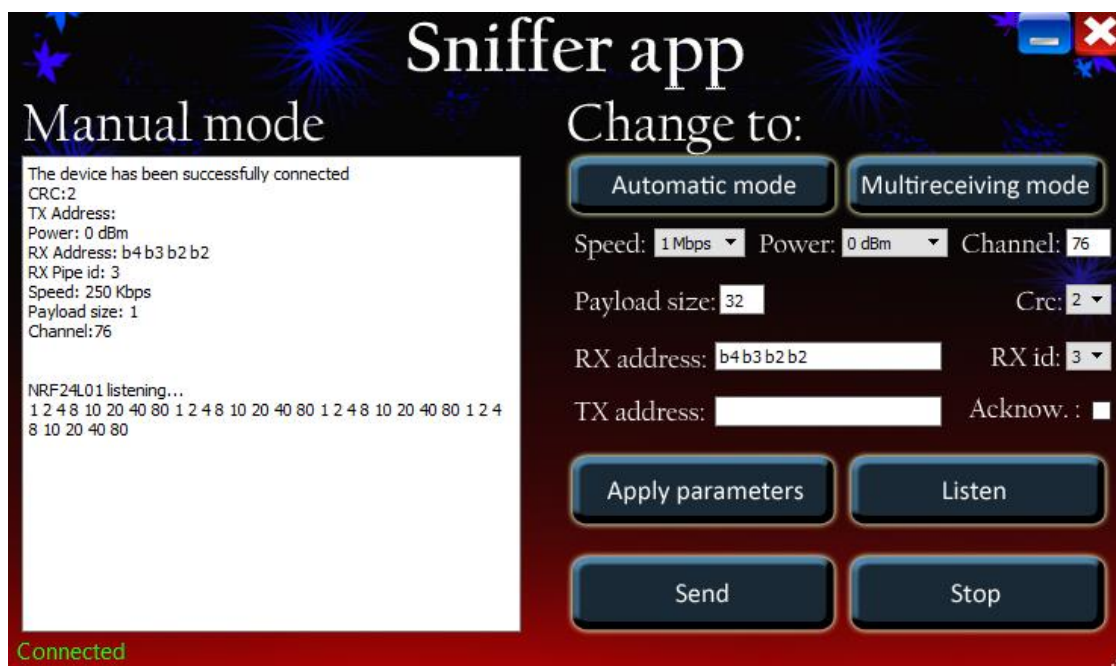 Sniffer app
Manual mode
The device has been successfully connected
CRC:2
TX Address:
Power: 0 dBm
RX Address: b4 b3 b2 b2
RX Pipe id: 3
Speed: 250 Kbps
Payload size: 1
Channel:76
NRF24L01 listening...
1 2 4 8 10 20 40 80 1 2 4 8 10 20 40 80 1 2 4 8 10 20 40 80 1 2 4
8 10 20 40 80
Connected
Change to:
Automatic mode Multireceiving mode
Speed: 1 Mbps Power: 0 dBm Channel: 76
Payload size: 32 Crc: 2
RX address: b4 b3 b2 b2 RX id: 3
TX address: Acknow. :
Apply parameters Listen
Send Stop